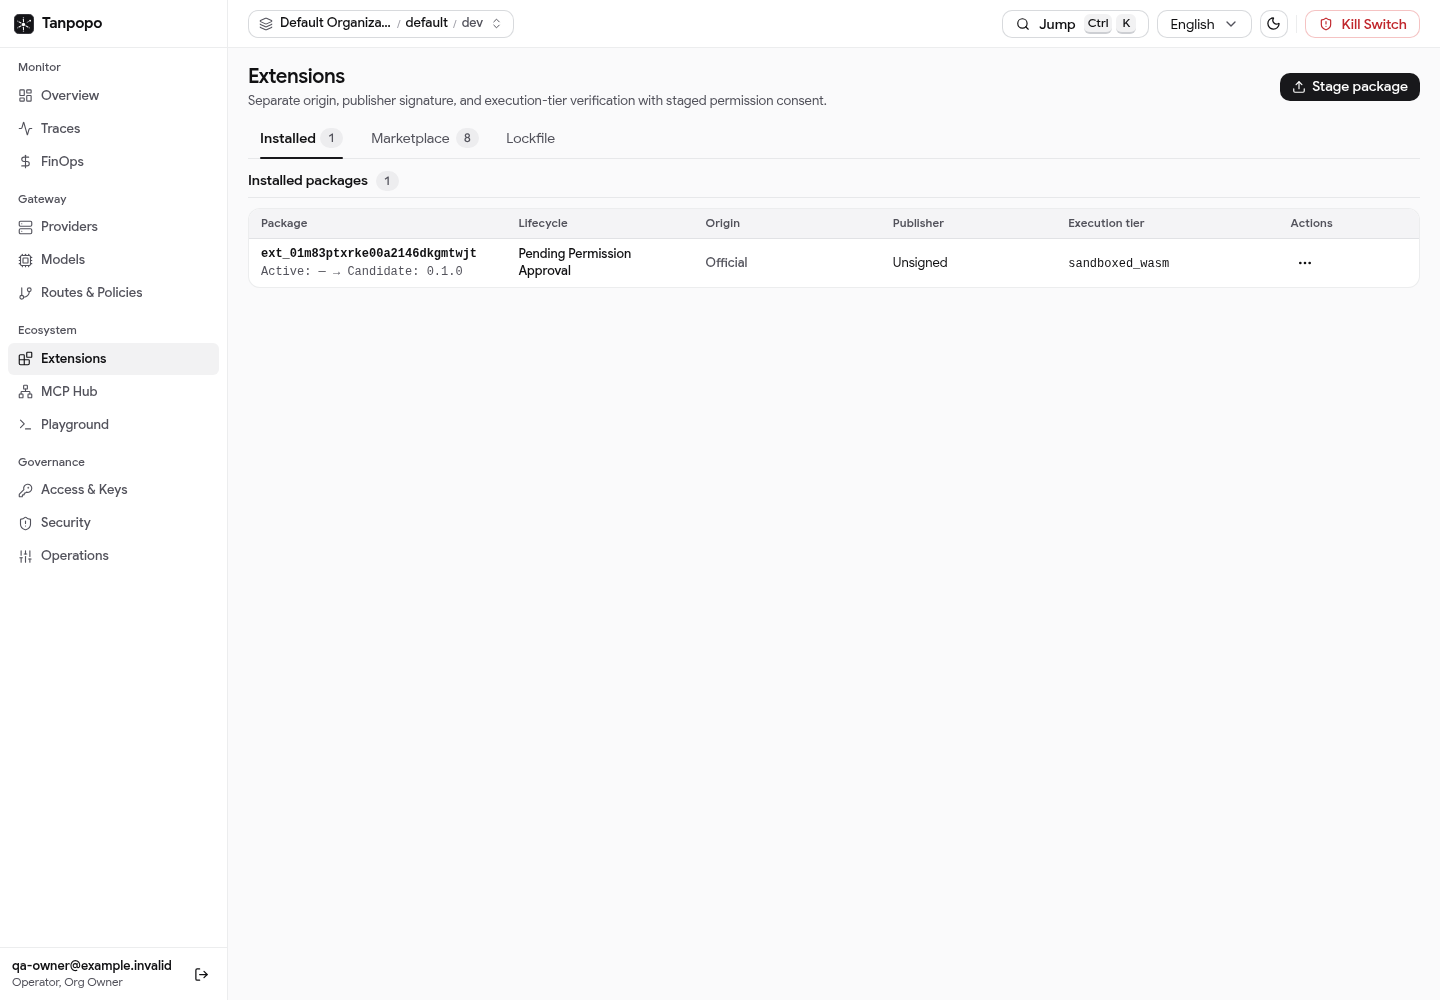 Tanpopo
Default Organiza... / default / dev
Jump Ctrl K
English
Kill Switch
Monitor
Overview
Traces
FinOps
Gateway
Providers
Models
Routes & Policies
Ecosystem
Extensions
MCP Hub
Playground
Governance
Access & Keys
Security
Operations
qa-owner@example.invalid
Operator, Org Owner
Extensions
Separate origin, publisher signature, and execution-tier verification with staged permission consent.
Stage package
Installed 1 Marketplace 8 Lockfile
Installed packages 1
Package Lifecycle Origin Publisher Execution tier Actions
ext_01m83ptxrke00a2146dkgmtwjt
Active: — → Candidate: 0.1.0
Pending Permission
Approval
Official
Unsigned
sandboxed_wasm